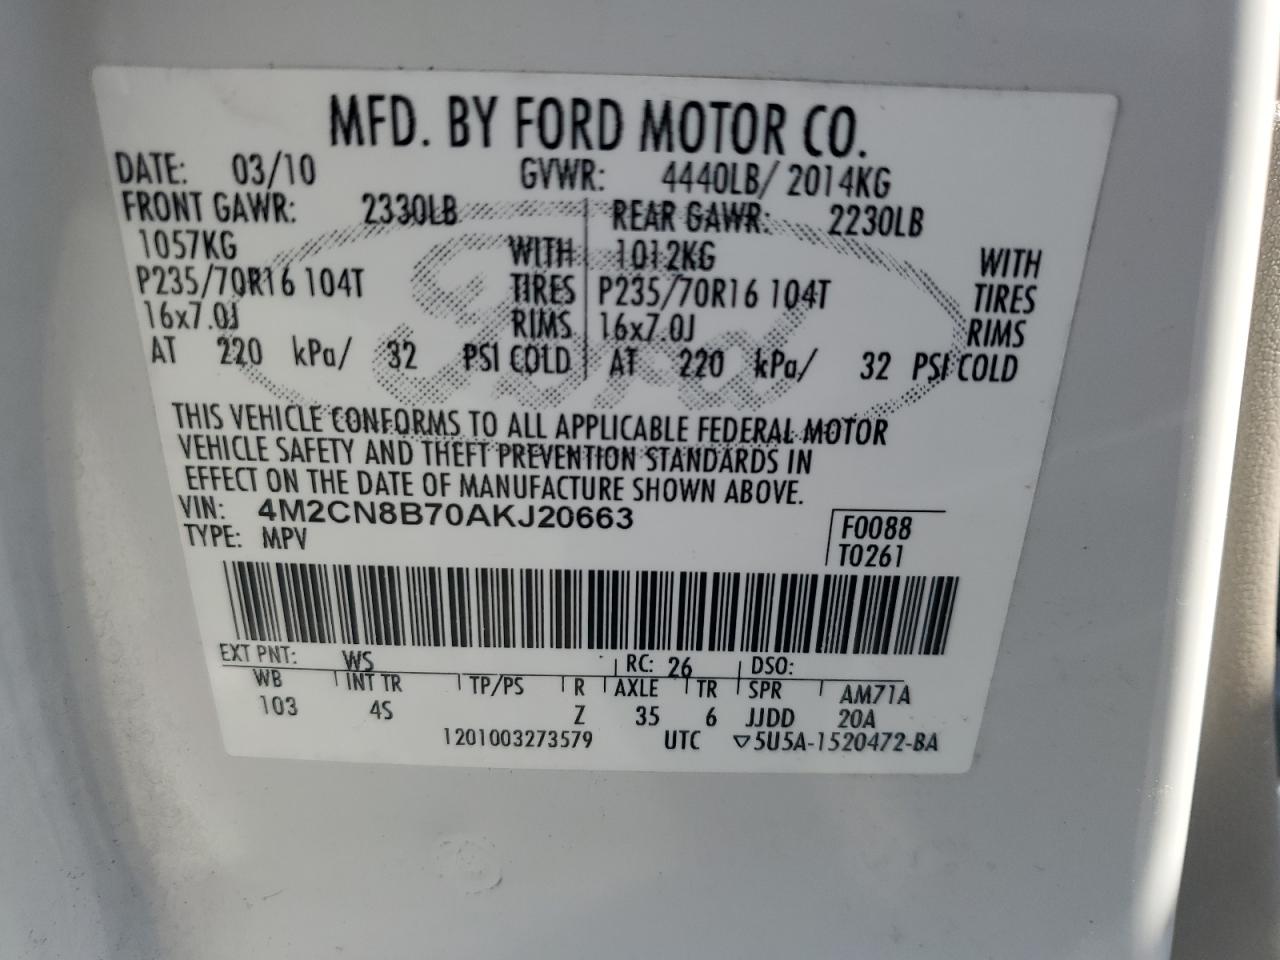 MFD. BY FORD MOTOR CO.
DATE: 03/10 GVWR: 4440LB/ 2014KG
FRONT GAWR: 2330LB REAR GAWR: 2230LB
1057KG WITH 1012KG WITH
P235/70R16 104T TIRES P235/70R16 104T TIRES
16x7.0J RIMS 16x7.0J RIMS
AT 220 kPa/ 32 PSI COLD AT 220 kPa/ 32 PSI COLD
Ford
THIS VEHICLE CONFORMS TO ALL APPLICABLE FEDERAL MOTOR
VEHICLE SAFETY AND THEFT PREVENTION STANDARDS IN
EFFECT ON THE DATE OF MANUFACTURE SHOWN ABOVE.
VIN: 4M2CN8B70AKJ20663 F0088
TYPE: MPV T0261
EXT PNT: WS RC: 26 DSO:
WB INT TR TP/PS R AXLE TR SPR AM71A
103 4S Z 35 6 JJDD 20A
1201003273579 UTC ▽5U5A-1520472-BA